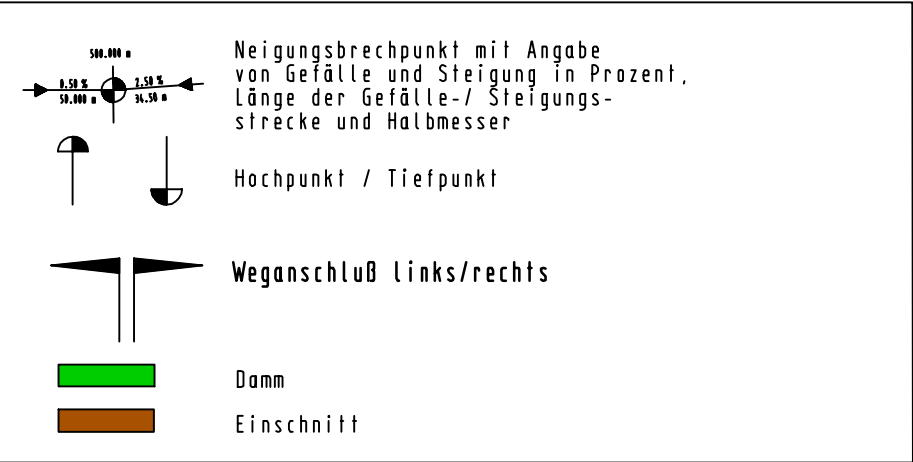 500.000 m
0.50 % 2.50 %
50.000 m 34.50 m
Neigungsbrechpunkt mit Angabe
von Gefälle und Steigung in Prozent,
Länge der Gefälle-/ Steigungs-
strecke und Halbmesser
Hochpunkt / Tiefpunkt
Weganschluß links/rechts
Damm
Einschnitt